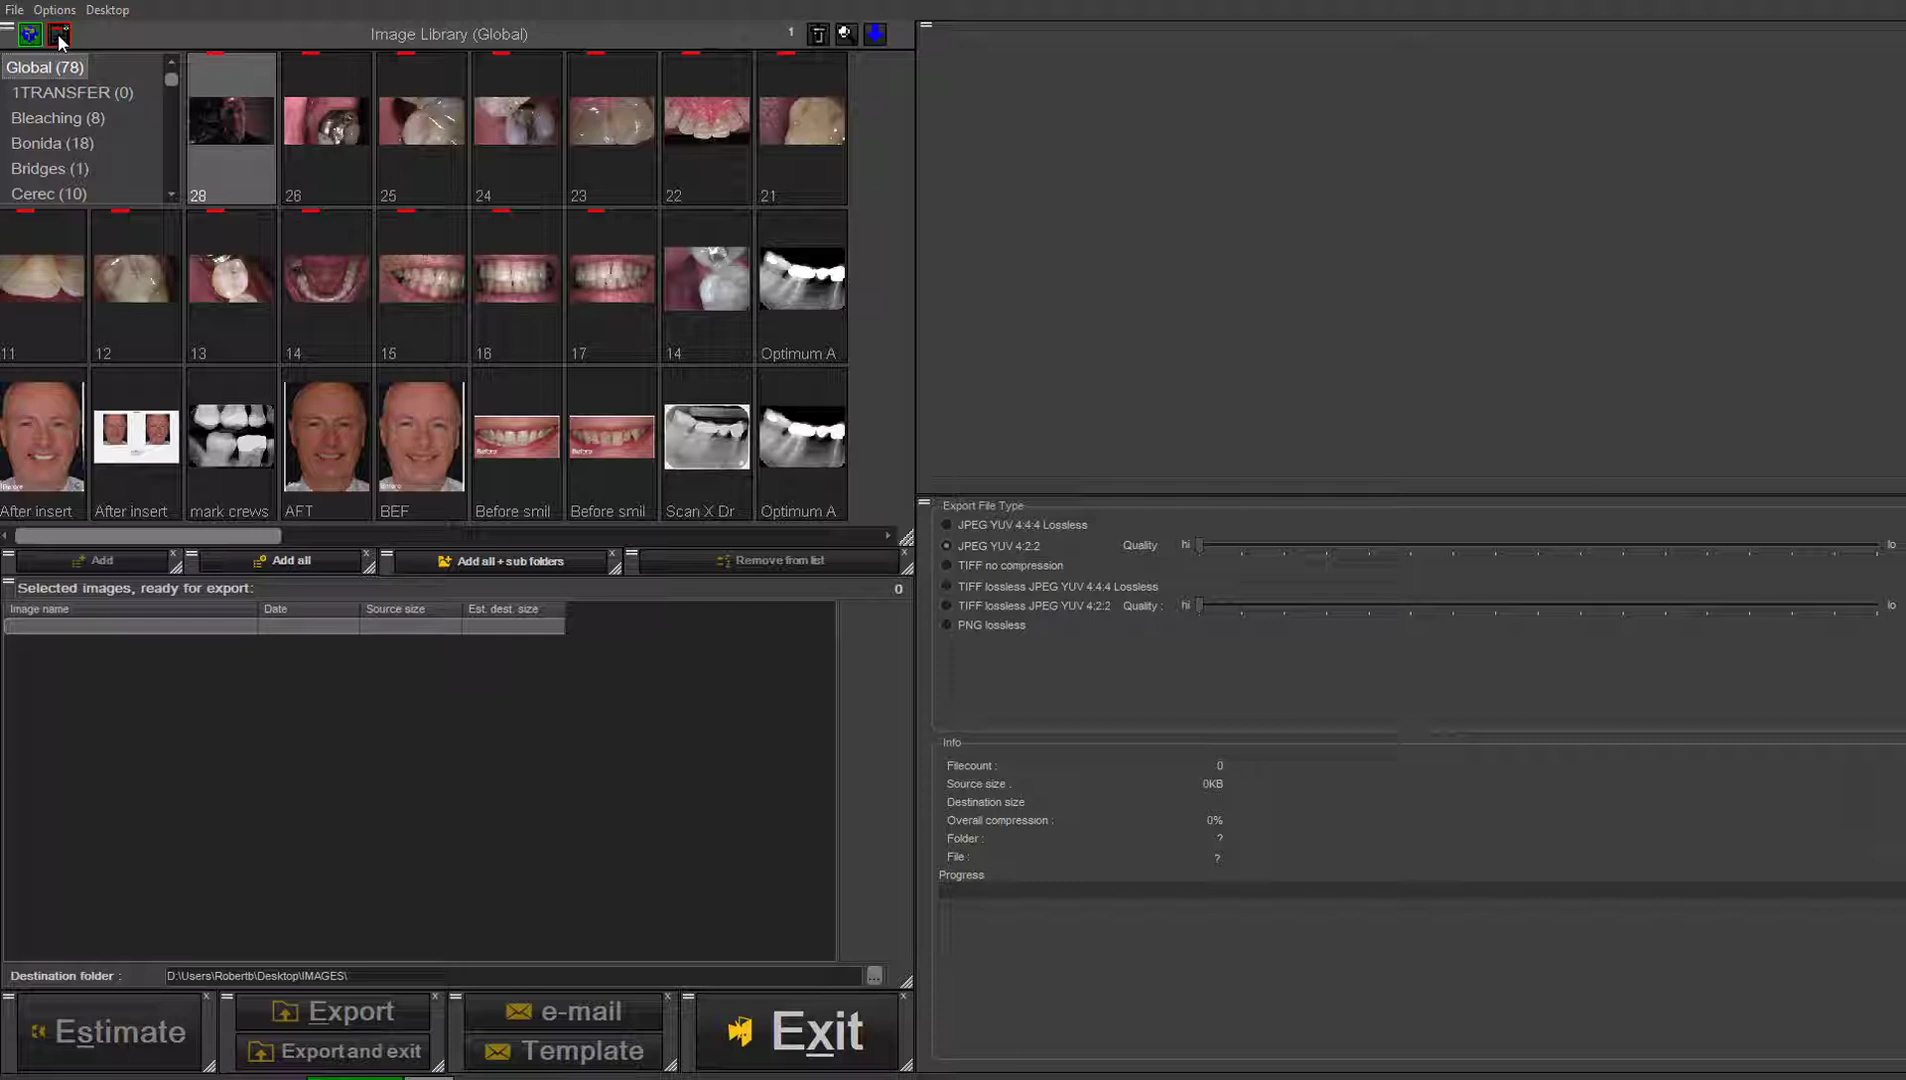 File Options Desktop
Image Library (Global) 1
Global (78)
1TRANSFER (0)
Bleaching (8)
Bonida (18)
Bridges (1)
Cerec (10)
28 26 25 24 23 22 21
11 12 13 14 15 16 17 14 Optimum A
After insert After insert mark crews AFT BEF Before smil Before smil Scan X Dr Optimum A
Add Add all Add all + sub folders Remove from list
Selected images, ready for export: 0
Image name Date Source size Est. dest. size
Destination folder : D:\Users\Robertb\Desktop\IMAGES\ ...
Estimate
Export
Export and exit
e-mail
Template
Exit
Export File Type
JPEG YUV 4:4:4 Lossless
JPEG YUV 4:2:2 Quality hi lo
TIFF no compression
TIFF lossless JPEG YUV 4:4:4 Lossless
TIFF lossless JPEG YUV 4:2:2 Quality : hi lo
PNG lossless
Info
Filecount : 0
Source size . 0KB
Destination size
Overall compression : 0%
Folder : ?
File : ?
Progress